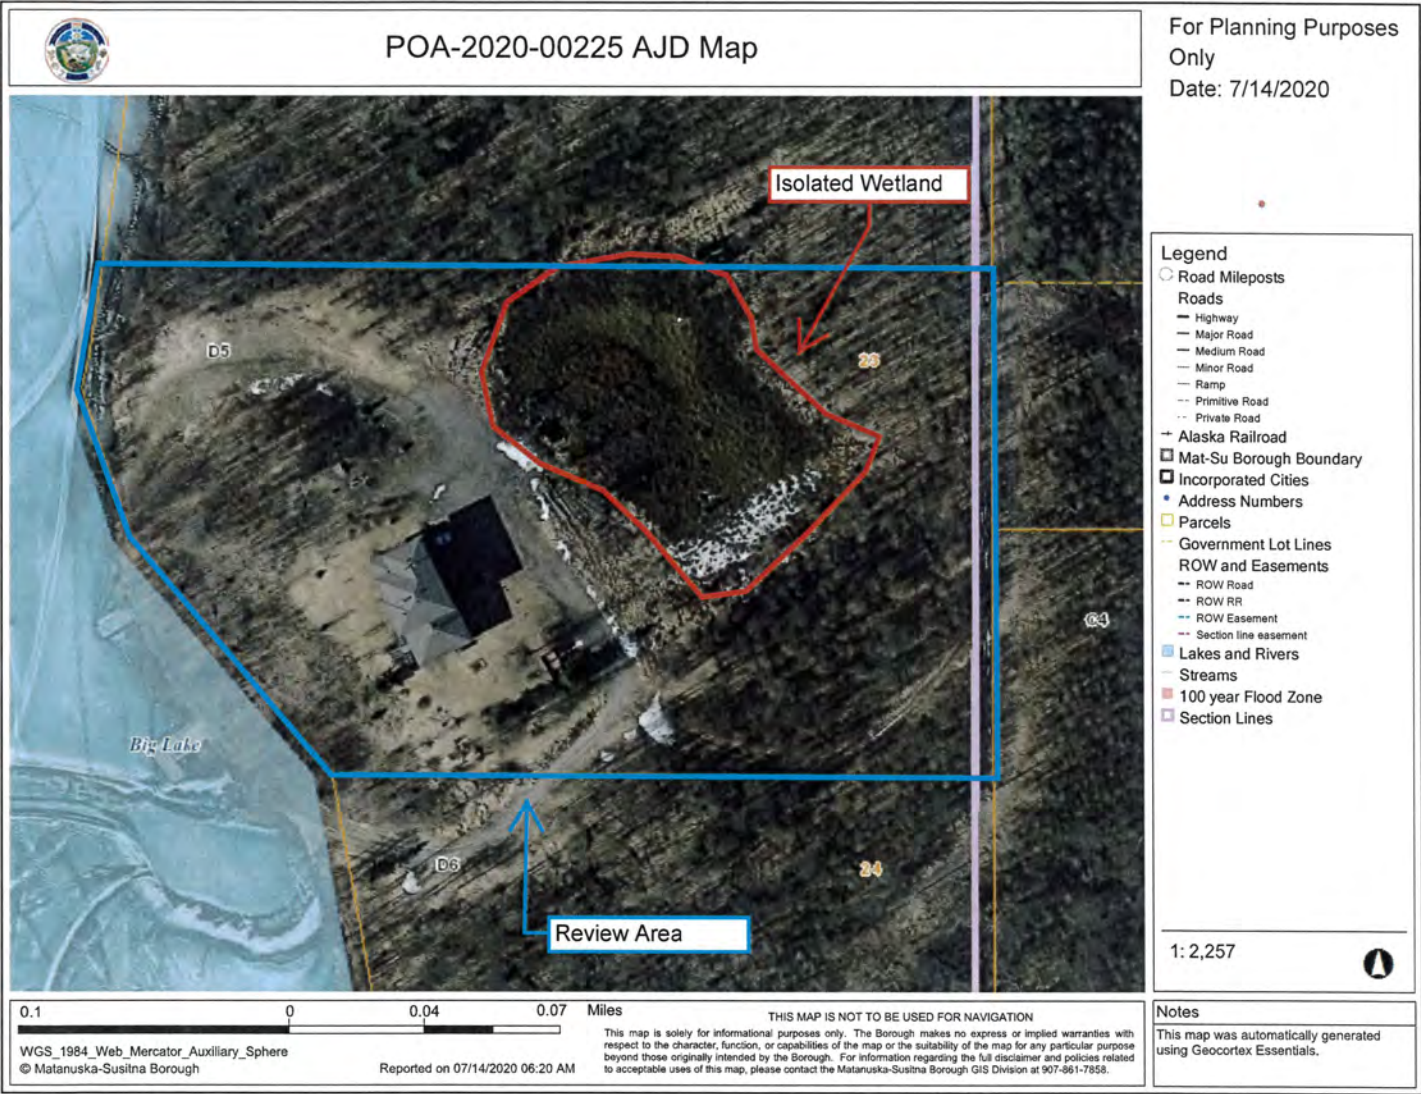 POA-2020-00225 AJD Map
For Planning Purposes
Only
Date: 7/14/2020
Isolated Wetland
D5
23
C4
Big Lake
D6
24
Review Area
Legend
Road Mileposts
Roads
Highway
Major Road
Medium Road
Minor Road
Ramp
Primitive Road
Private Road
Alaska Railroad
Mat-Su Borough Boundary
Incorporated Cities
Address Numbers
Parcels
Government Lot Lines
ROW and Easements
ROW Road
ROW RR
ROW Easement
Section line easement
Lakes and Rivers
Streams
100 year Flood Zone
Section Lines
1: 2,257
0.1 0 0.04 0.07 Miles
WGS_1984_Web_Mercator_Auxiliary_Sphere
© Matanuska-Susitna Borough
Reported on 07/14/2020 06:20 AM
THIS MAP IS NOT TO BE USED FOR NAVIGATION
This map is solely for informational purposes only. The Borough makes no express or implied warranties with
respect to the character, function, or capabilities of the map or the suitability of the map for any particular purpose
beyond those originally intended by the Borough. For information regarding the full disclaimer and policies related
to acceptable uses of this map, please contact the Matanuska-Susitna Borough GIS Division at 907-861-7858.
Notes
This map was automatically generated
using Geocortex Essentials.